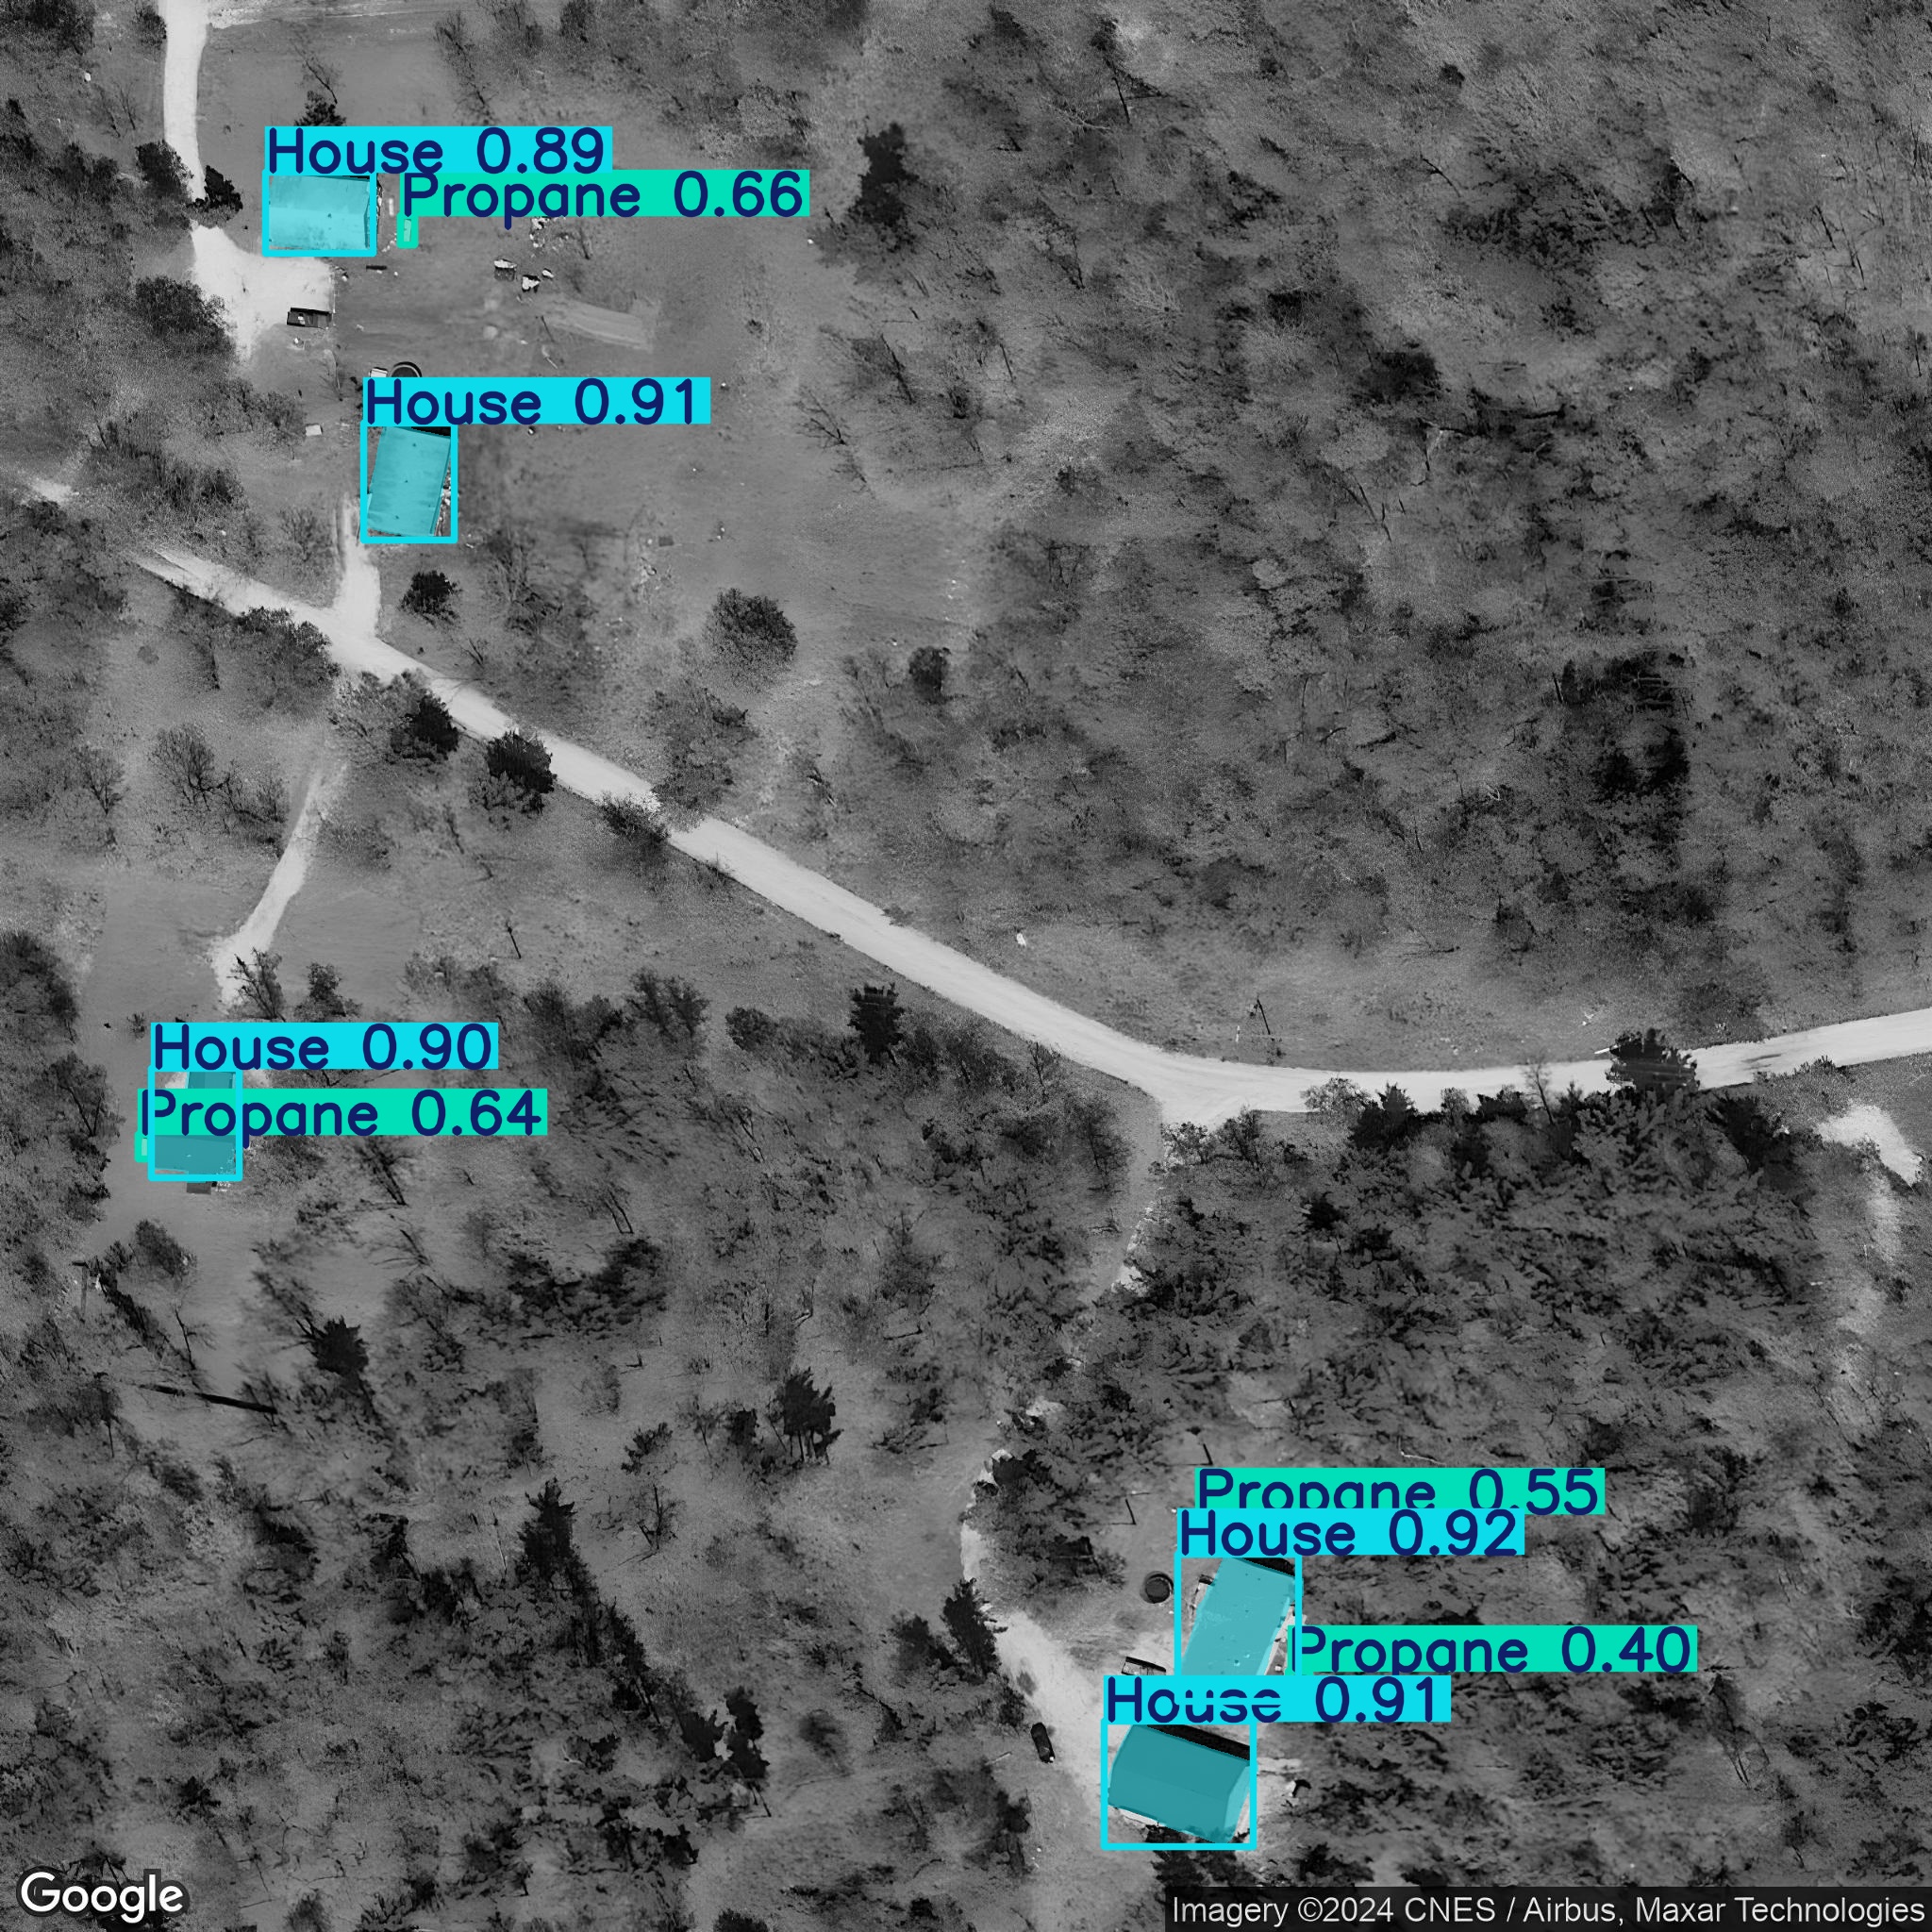 House 0.89
Propane 0.66
House 0.91
House 0.90
Propane 0.64
Propane 0.55
House 0.92
Propane 0.40
House 0.91
Google
Imagery ©2024 CNES / Airbus, Maxar Technologies